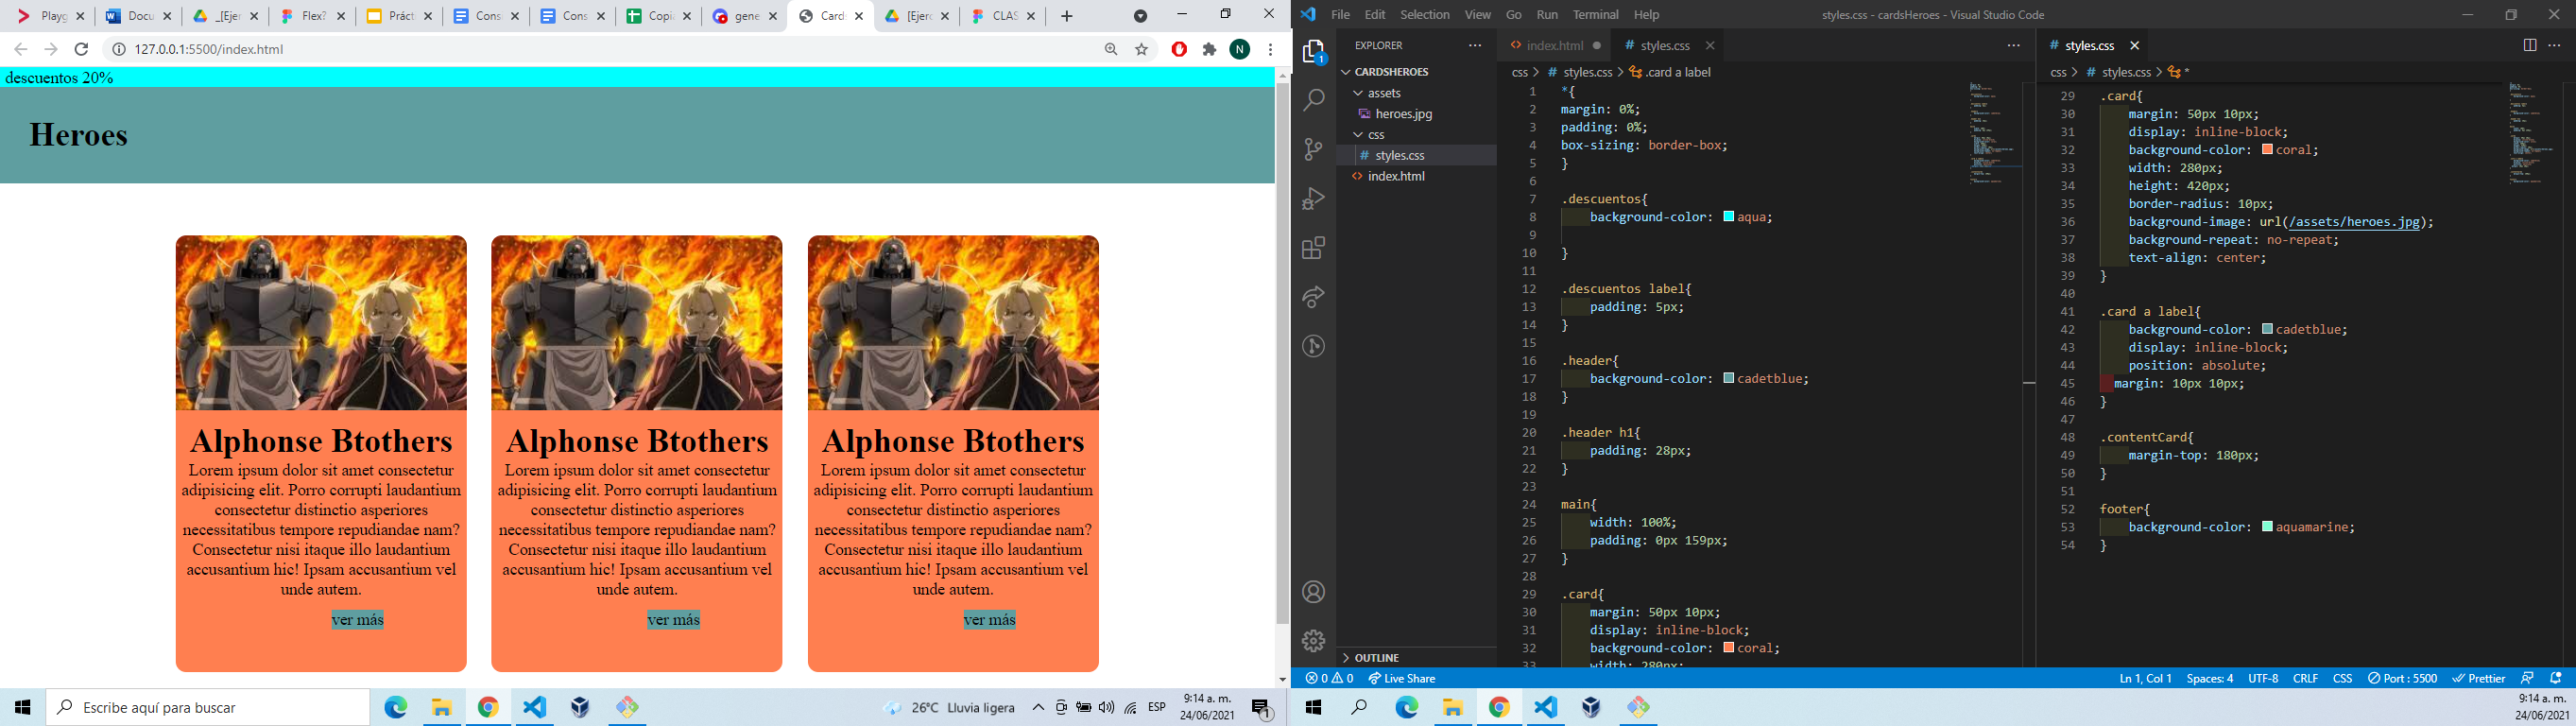 Playg
Docu
_[Ejer
Flex?
Práct
Cons
Cons
Copi
gene
Cards
[Ejerc
CLAS
127.0.0.1:5500/index.html
N
descuentos 20%
Heroes
Alphonse Btothers
Lorem ipsum dolor sit amet consectetur
adipisicing elit. Porro corrupti laudantium
consectetur distinctio asperiores
necessitatibus tempore repudiandae nam?
Consectetur nisi itaque illo laudantium
accusantium hic! Ipsam accusantium vel
unde autem.
ver más
Alphonse Btothers
Lorem ipsum dolor sit amet consectetur
adipisicing elit. Porro corrupti laudantium
consectetur distinctio asperiores
necessitatibus tempore repudiandae nam?
Consectetur nisi itaque illo laudantium
accusantium hic! Ipsam accusantium vel
unde autem.
ver más
Alphonse Btothers
Lorem ipsum dolor sit amet consectetur
adipisicing elit. Porro corrupti laudantium
consectetur distinctio asperiores
necessitatibus tempore repudiandae nam?
Consectetur nisi itaque illo laudantium
accusantium hic! Ipsam accusantium vel
unde autem.
ver más
Escribe aquí para buscar
26°C Lluvia ligera
ESP
9:14 a. m.
24/06/2021
1
File Edit Selection View Go Run Terminal Help
styles.css - cardsHeroes - Visual Studio Code
1
EXPLORER
CARDSHEROES
assets
heroes.jpg
css
styles.css
index.html
OUTLINE
index.html
styles.css
css > styles.css > .card a label
1 *{
2 margin: 0%;
3 padding: 0%;
4 box-sizing: border-box;
5 }
6
7 .descuentos{
8 background-color: aqua;
9
10 }
11
12 .descuentos label{
13 padding: 5px;
14 }
15
16 .header{
17 background-color: cadetblue;
18 }
19
20 .header h1{
21 padding: 28px;
22 }
23
24 main{
25 width: 100%;
26 padding: 0px 159px;
27 }
28
29 .card{
30 margin: 50px 10px;
31 display: inline-block;
32 background-color: coral;
33 width: 280px;
styles.css
css > styles.css > *
29 .card{
30 margin: 50px 10px;
31 display: inline-block;
32 background-color: coral;
33 width: 280px;
34 height: 420px;
35 border-radius: 10px;
36 background-image: url(/assets/heroes.jpg);
37 background-repeat: no-repeat;
38 text-align: center;
39 }
40
41 .card a label{
42 background-color: cadetblue;
43 display: inline-block;
44 position: absolute;
45 margin: 10px 10px;
46 }
47
48 .contentCard{
49 margin-top: 180px;
50 }
51
52 footer{
53 background-color: aquamarine;
54 }
0 0 Live Share
Ln 1, Col 1 Spaces: 4 UTF-8 CRLF CSS Port : 5500 Prettier
9:14 a. m.
24/06/2021